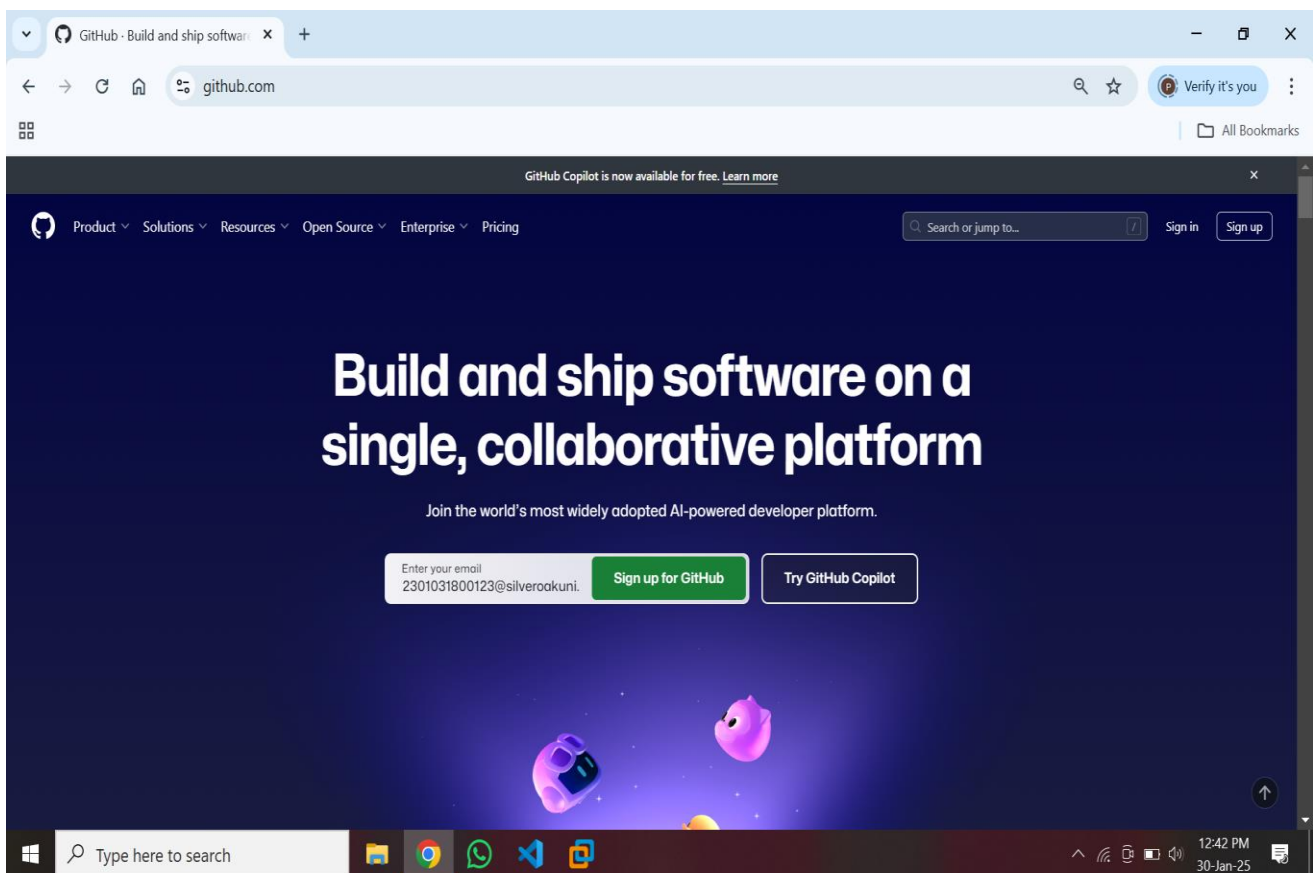 GitHub · Build and ship softwar
github.com
Verify it's you
All Bookmarks
GitHub Copilot is now available for free. Learn more
Product Solutions Resources Open Source Enterprise Pricing Search or jump to... / Sign in Sign up
Build and ship software on a
single, collaborative platform
Join the world's most widely adopted AI-powered developer platform.
Enter your email
2301031800123@silveroakuni.
Sign up for GitHub
Try GitHub Copilot
Type here to search
12:42 PM
30-Jan-25